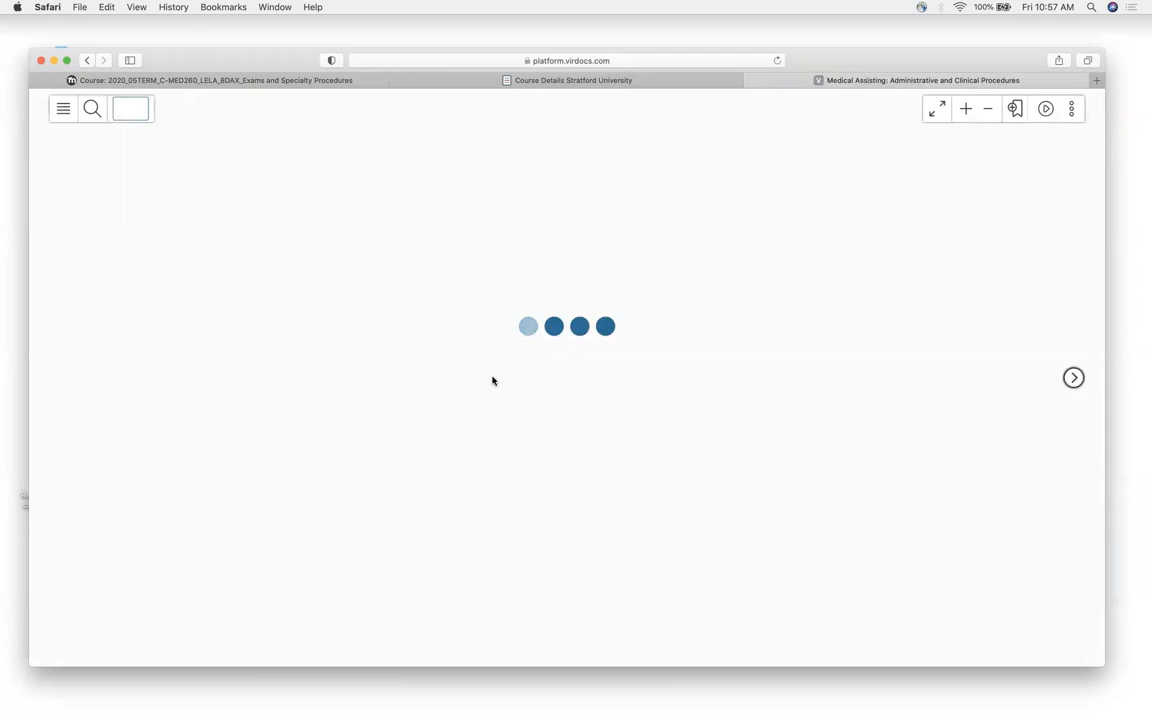 Safari File Edit View History Bookmarks Window Help 100% Fri 10:57 AM
platform.virdocs.com
m Course: 2020_05TERM_C-MED260_LELA_8DAX_Exams and Specialty Procedures Course Details Stratford University V Medical Assisting: Administrative and Clinical Procedures